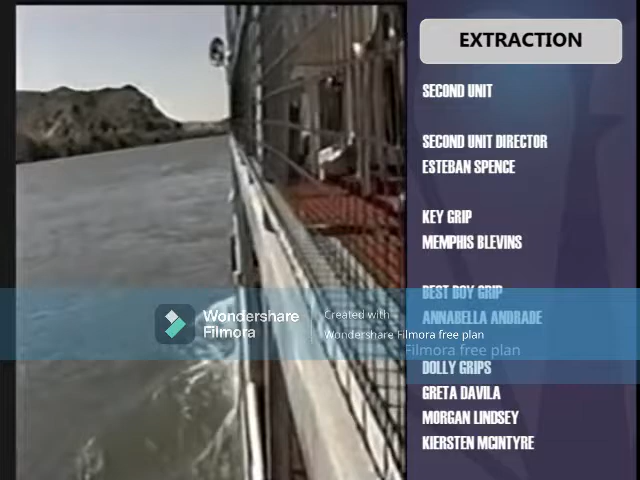 EXTRACTION
SECOND UNIT
SECOND UNIT DIRECTOR
ESTEBAN SPENCE
KEY GRIP
MEMPHIS BLEVINS
BEST BOY GRIP
ANNABELLA ANDRADE
Wondershare
Filmora
Created with
Wondershare Filmora free plan
Filmora free plan
DOLLY GRIPS
GRETA DAVILA
MORGAN LINDSEY
KIERSTEN MCINTYRE